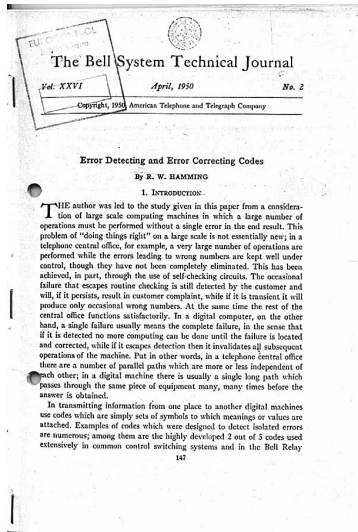 The Bell System Technical Journal
Vol. XXVI April, 1950 No. 2
Copyright, 1950, American Telephone and Telegraph Company
Error Detecting and Error Correcting Codes
By R. W. HAMMING
1. INTRODUCTION
THE author was led to the study given in this paper from a considera-
tion of large scale computing machines in which a large number of
operations must be performed without a single error in the end result. This
problem of "doing things right" on a large scale is not essentially new; in a
telephone central office, for example, a very large number of operations are
performed while the errors leading to wrong numbers are kept well under
control, though they have not been completely eliminated. This has been
achieved, in part, through the use of self-checking circuits. The occasional
failure that escapes routine checking is still detected by the customer and
will, if it persists, result in customer complaint, while if it is transient it will
produce only occasional wrong numbers. At the same time the rest of the
central office functions satisfactorily. In a digital computer, on the other
hand, a single failure usually means the complete failure, in the sense that
if it is detected no more computing can be done until the failure is located
and corrected, while if it escapes detection then it invalidates all subsequent
operations of the machine. Put in other words, in a telephone central office
there are a number of parallel paths which are more or less independent of
each other; in a digital machine there is usually a single long path which
passes through the same piece of equipment many, many times before the
answer is obtained.
In transmitting information from one place to another digital machines
use codes which are simply sets of symbols to which meanings or values are
attached. Examples of codes which were designed to detect isolated errors
are numerous; among them are the highly developed 2 out of 5 codes used
extensively in common control switching systems and in the Bell Relay
147